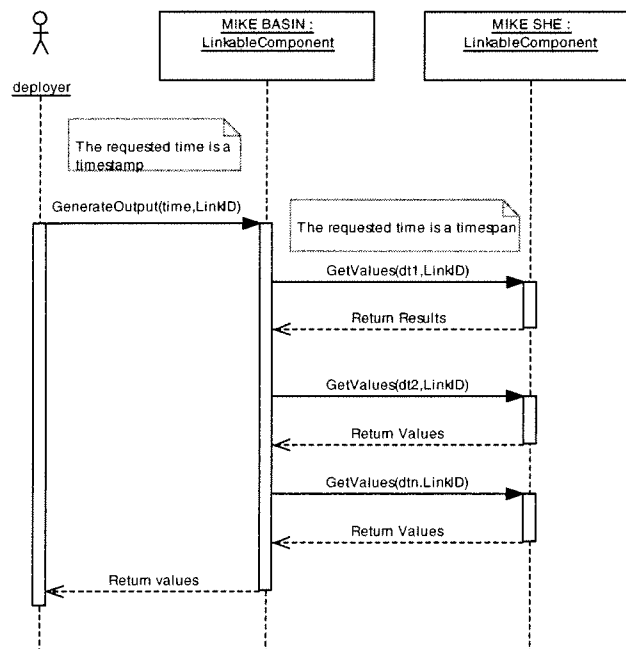 MIKE BASIN :
LinkableComponent
MIKE SHE :
LinkableComponent
deployer
The requested time is a
timestamp
GenerateOutput(time,LinkID)
The requested time is a timespan
GetValues(dt1,LinkID)
Return Results
GetValues(dt2,LinkID)
Return Values
GetValues(dtn.LinkID)
Return Values
Return values